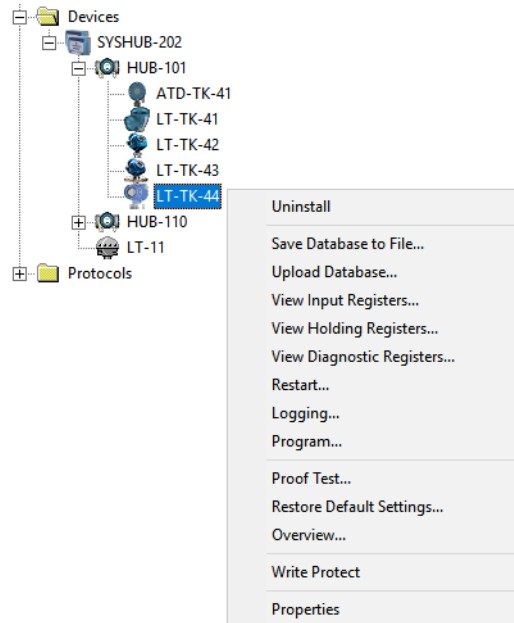 Devices
SYSHUB-202
HUB-101
ATD-TK-41
LT-TK-41
LT-TK-42
LT-TK-43
LT-TK-44
HUB-110
LT-11
Protocols
Uninstall
Save Database to File...
Upload Database...
View Input Registers...
View Holding Registers...
View Diagnostic Registers...
Restart...
Logging...
Program...
Proof Test...
Restore Default Settings...
Overview...
Write Protect
Properties